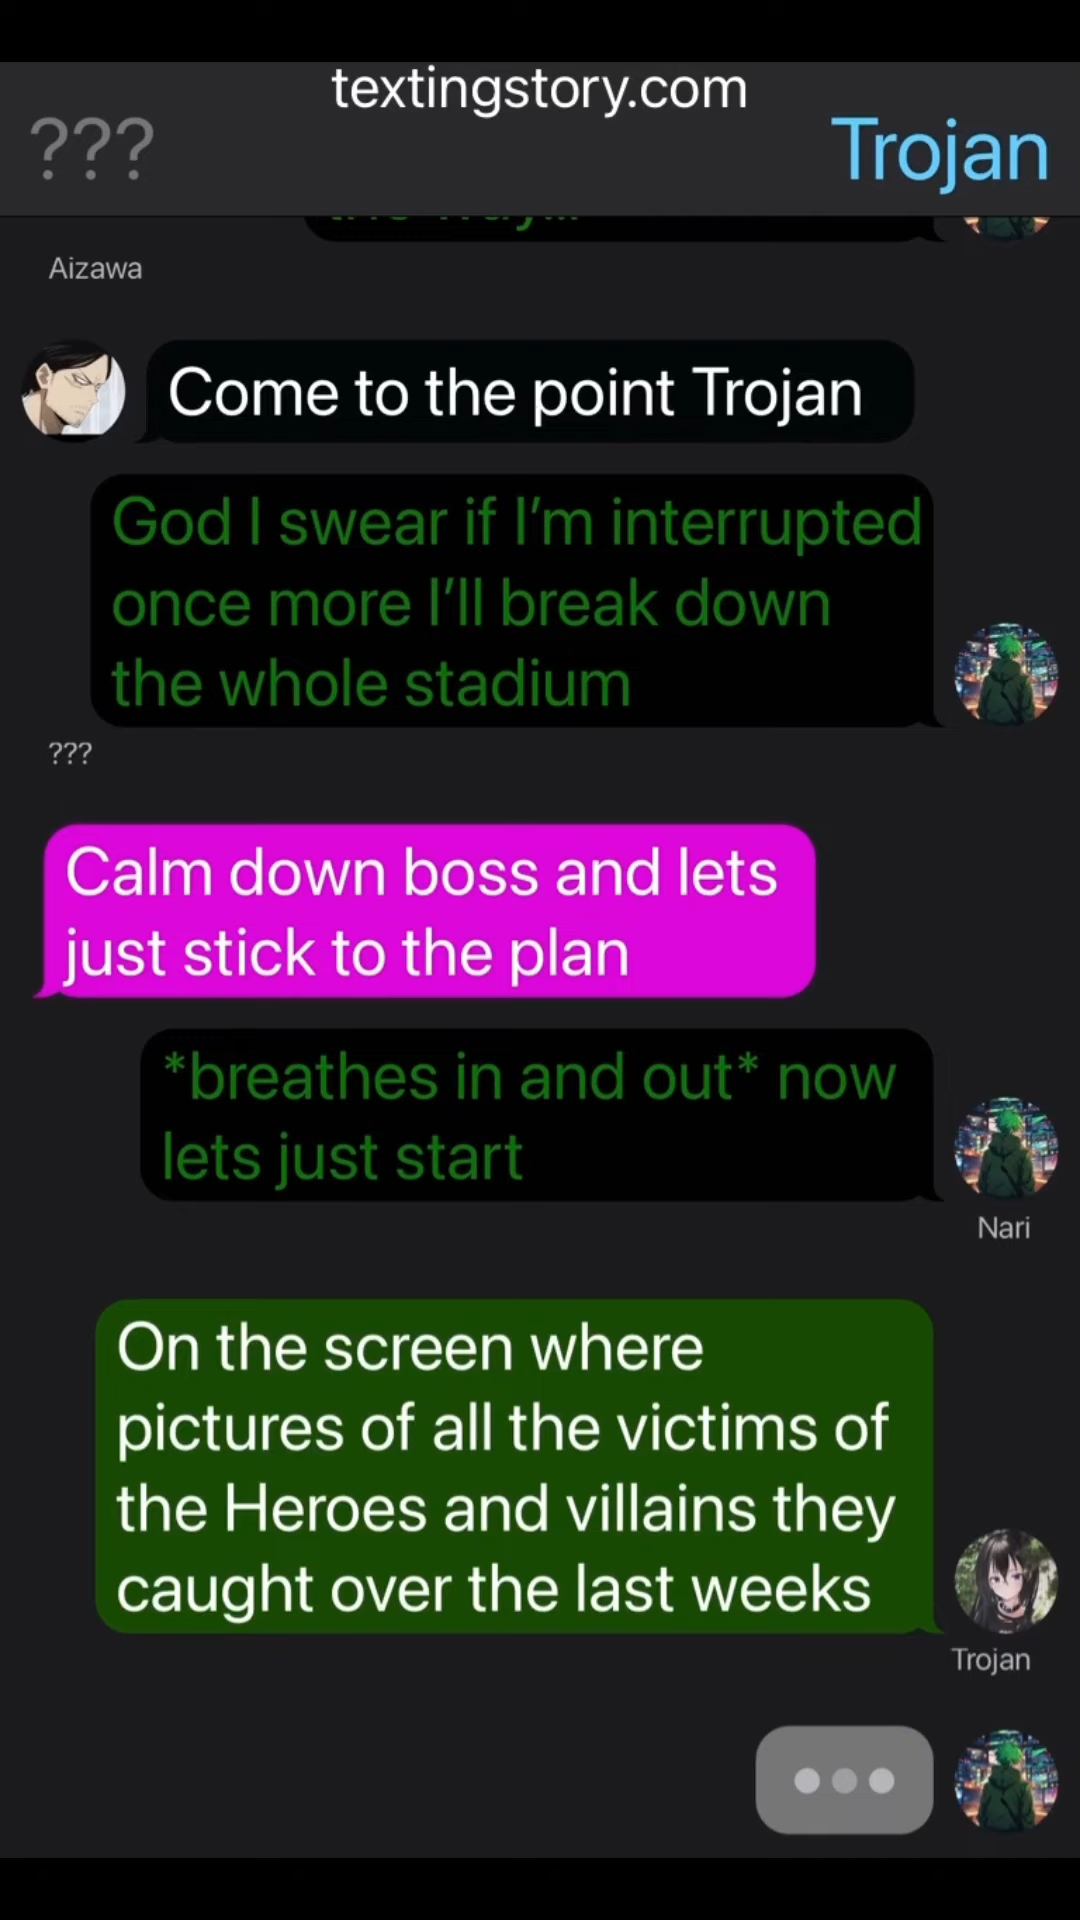 textingstory.com
???
Trojan
Aizawa
Come to the point Trojan
God I swear if I'm interrupted
once more I'll break down
the whole stadium
???
Calm down boss and lets
just stick to the plan
*breathes in and out* now
lets just start
Nari
On the screen where
pictures of all the victims of
the Heroes and villains they
caught over the last weeks
Trojan